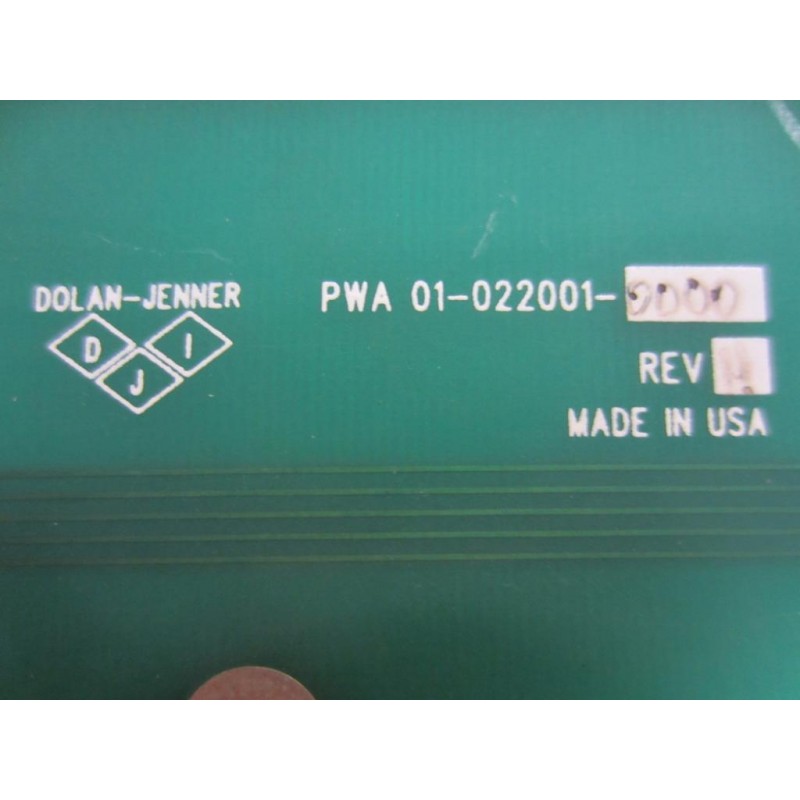 DOLAN-JENNER
D J I
PWA 01-022001-0000
REV
MADE IN USA